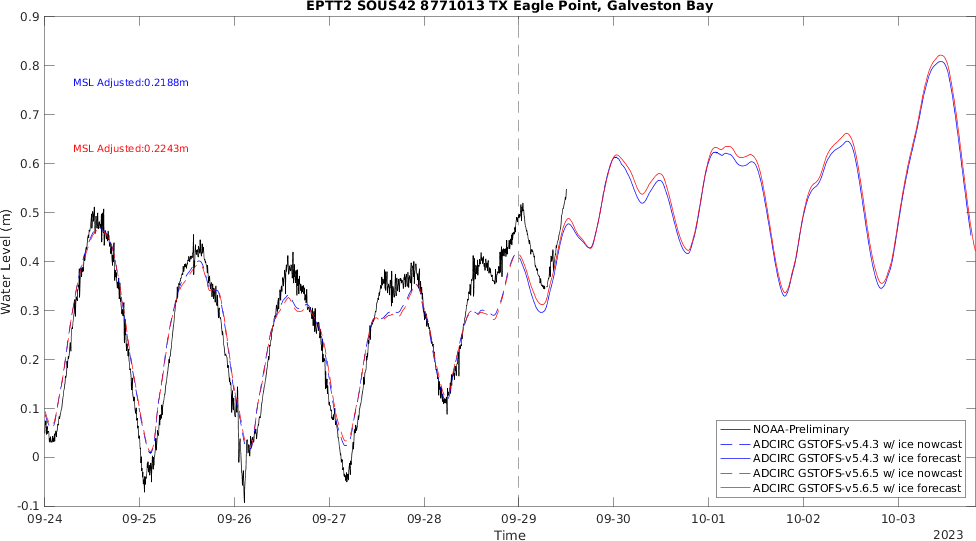 EPTT2 SOUS42 8771013 TX Eagle Point, Galveston Bay
0.9
0.8
0.7
0.6
0.5
0.4
0.3
0.2
0.1
0
-0.1
Water Level (m)
MSL Adjusted:0.2188m
MSL Adjusted:0.2243m
NOAA-Preliminary
ADCIRC GSTOFS-v5.4.3 w/ ice nowcast
ADCIRC GSTOFS-v5.4.3 w/ ice forecast
ADCIRC GSTOFS-v5.6.5 w/ ice nowcast
ADCIRC GSTOFS-v5.6.5 w/ ice forecast
09-24 09-25 09-26 09-27 09-28 09-29 09-30 10-01 10-02 10-03
Time
2023